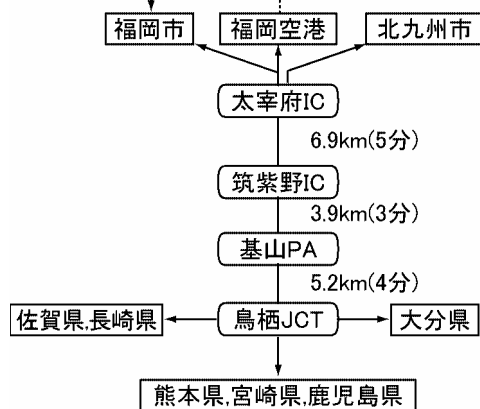 福岡市
福岡空港
北九州市
太宰府IC
6.9km(5分)
筑紫野IC
3.9km(3分)
基山PA
5.2km(4分)
佐賀県,長崎県
鳥栖JCT
大分県
熊本県,宮崎県,鹿児島県